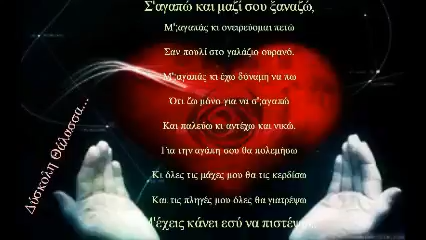 Σ'αγαπώ και μαζί σου ξαναζώ,
Μ';αγαπάς κι ονειρεύομαι πετώ
Σαν πουλί στο γαλάζιο ουρανό.
Μ';αγαπάς κι έχω δύναμη να πω
Ότι ζω μόνο για να σ';αγαπώ
Και παλεύω κι αντέχω και νικώ.
Για την αγάπη σου θα πολεμήσω
Κι όλες τις μάχες μου θα τις κερδίσω
Και τις πληγές μου όλες θα γιατρέψω
Μ'έχεις κάνει εσύ να πιστέψω
Δύσκολη Θάλασσα...